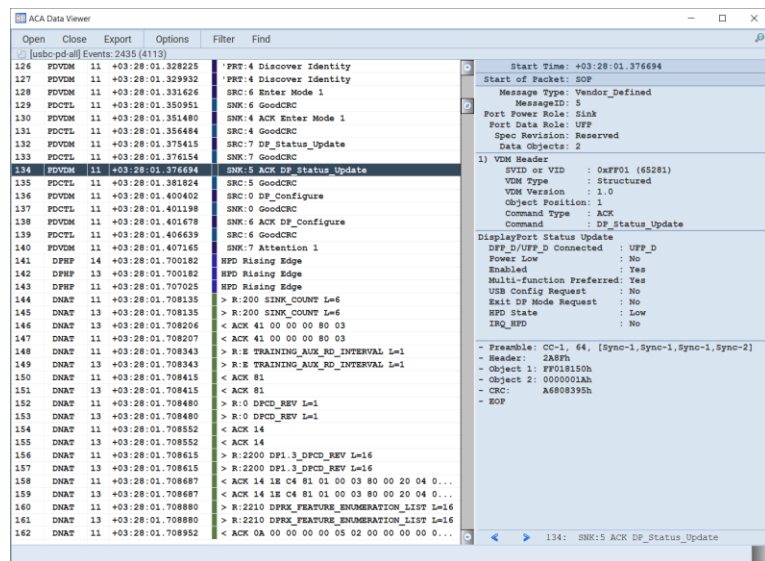 ACA Data Viewer
Open Close Export Options Filter Find
[usbc-pd-all] Events: 2435 (4113)
126 PDVDM 11 +03:28:01.328225 'PRT:4 Discover Identity
127 PDVDM 11 +03:28:01.329932 'PRT:4 Discover Identity
128 PDVDM 11 +03:28:01.331626 SRC:6 Enter Mode 1
129 PDCTL 11 +03:28:01.350951 SNK:6 GoodCRC
130 PDVDM 11 +03:28:01.351480 SNK:4 ACK Enter Mode 1
131 PDCTL 11 +03:28:01.356484 SRC:4 GoodCRC
132 PDVDM 11 +03:28:01.375415 SRC:7 DP_Status_Update
133 PDCTL 11 +03:28:01.376154 SNK:7 GoodCRC
134 PDVDM 11 +03:28:01.376694 SNK:5 ACK DP_Status_Update
135 PDCTL 11 +03:28:01.381824 SRC:5 GoodCRC
136 PDVDM 11 +03:28:01.400402 SRC:0 DP_Configure
137 PDCTL 11 +03:28:01.401198 SNK:0 GoodCRC
138 PDVDM 11 +03:28:01.401678 SNK:6 ACK DP_Configure
139 PDCTL 11 +03:28:01.406639 SRC:6 GoodCRC
140 PDVDM 11 +03:28:01.407165 SNK:7 Attention 1
141 DPHP 14 +03:28:01.700182 HPD Rising Edge
142 DPHP 13 +03:28:01.700182 HPD Rising Edge
143 DPHP 11 +03:28:01.707025 HPD Rising Edge
144 DNAT 11 +03:28:01.708135 > R:200 SINK_COUNT L=6
145 DNAT 13 +03:28:01.708135 > R:200 SINK_COUNT L=6
146 DNAT 13 +03:28:01.708206 < ACK 41 00 00 00 80 03
147 DNAT 11 +03:28:01.708207 < ACK 41 00 00 00 80 03
148 DNAT 11 +03:28:01.708343 > R:E TRAINING_AUX_RD_INTERVAL L=1
149 DNAT 13 +03:28:01.708343 > R:E TRAINING_AUX_RD_INTERVAL L=1
150 DNAT 11 +03:28:01.708415 < ACK 81
151 DNAT 13 +03:28:01.708415 < ACK 81
152 DNAT 11 +03:28:01.708480 > R:0 DPCD_REV L=1
153 DNAT 13 +03:28:01.708480 > R:0 DPCD_REV L=1
154 DNAT 11 +03:28:01.708552 < ACK 14
155 DNAT 13 +03:28:01.708552 < ACK 14
156 DNAT 11 +03:28:01.708615 > R:2200 DP1.3_DPCD_REV L=16
157 DNAT 13 +03:28:01.708615 > R:2200 DP1.3_DPCD_REV L=16
158 DNAT 11 +03:28:01.708687 < ACK 14 1E C4 81 01 00 03 80 00 20 04 0...
159 DNAT 13 +03:28:01.708687 < ACK 14 1E C4 81 01 00 03 80 00 20 04 0...
160 DNAT 11 +03:28:01.708880 > R:2210 DPRX_FEATURE_ENUMERATION_LIST L=16
161 DNAT 13 +03:28:01.708880 > R:2210 DPRX_FEATURE_ENUMERATION_LIST L=16
162 DNAT 11 +03:28:01.708952 < ACK 0A 00 00 00 05 02 00 00 00 00 0...
Start Time: +03:28:01.376694
Start of Packet: SOP
Message Type: Vendor_Defined
MessageID: 5
Port Power Role: Sink
Port Data Role: UFP
Spec Revision: Reserved
Data Objects: 2
1) VDM Header
SVID or VID : 0xFF01 (65281)
VDM Type : Structured
VDM Version : 1.0
Object Position: 1
Command Type : ACK
Command : DP_Status_Update
DisplayPort Status Update
DFP_D/UFP_D Connected : UFP_D
Power Low : No
Enabled : Yes
Multi-function Preferred: Yes
USB Config Request : No
Exit DP Mode Request : No
HPD State : Low
IRQ_HPD : No
- Preamble: CC-1, 64, [Sync-1,Sync-1,Sync-1,Sync-2]
- Header: 2A8Fh
- Object 1: FF018150h
- Object 2: 0000001Ah
- CRC: A6808395h
- EOP
134: SNK:5 ACK DP_Status_Update